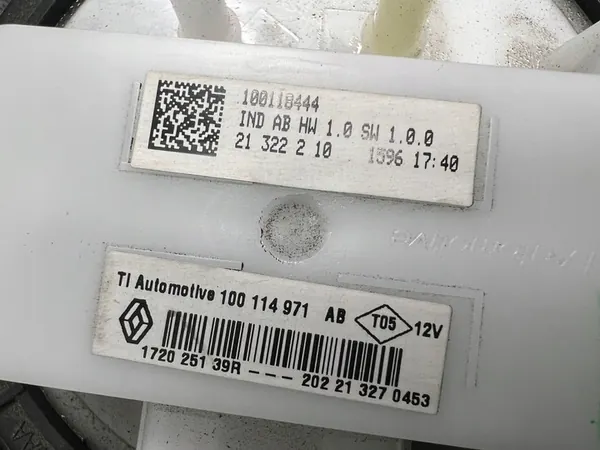 100118444
IND AB HW 1.0 SW 1.0.0
21 322 2 10 1596 17:40
TI Automotive 100 114 971 AB T05 12V
1720 251 39R --- 202 21 327 0453